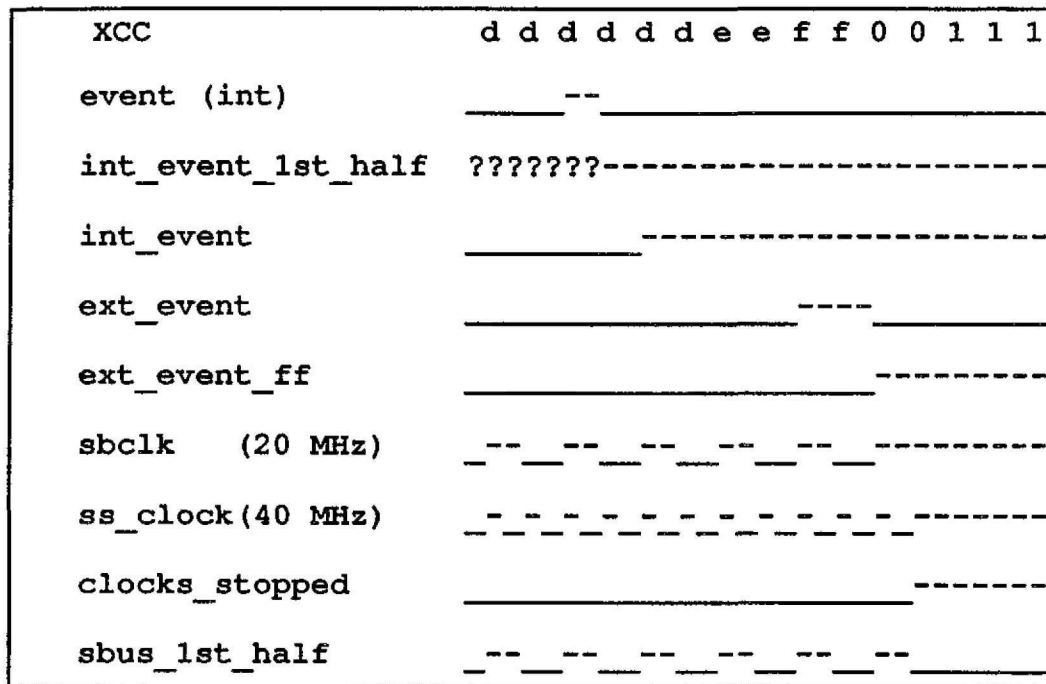 XCC d d d d d d e e f f 0 0 1 1 1
event (int)
int_event_1st_half ???????
int_event
ext_event
ext_event_ff
sbclk (20 MHz)
ss_clock(40 MHz)
clocks_stopped
sbus_1st_half